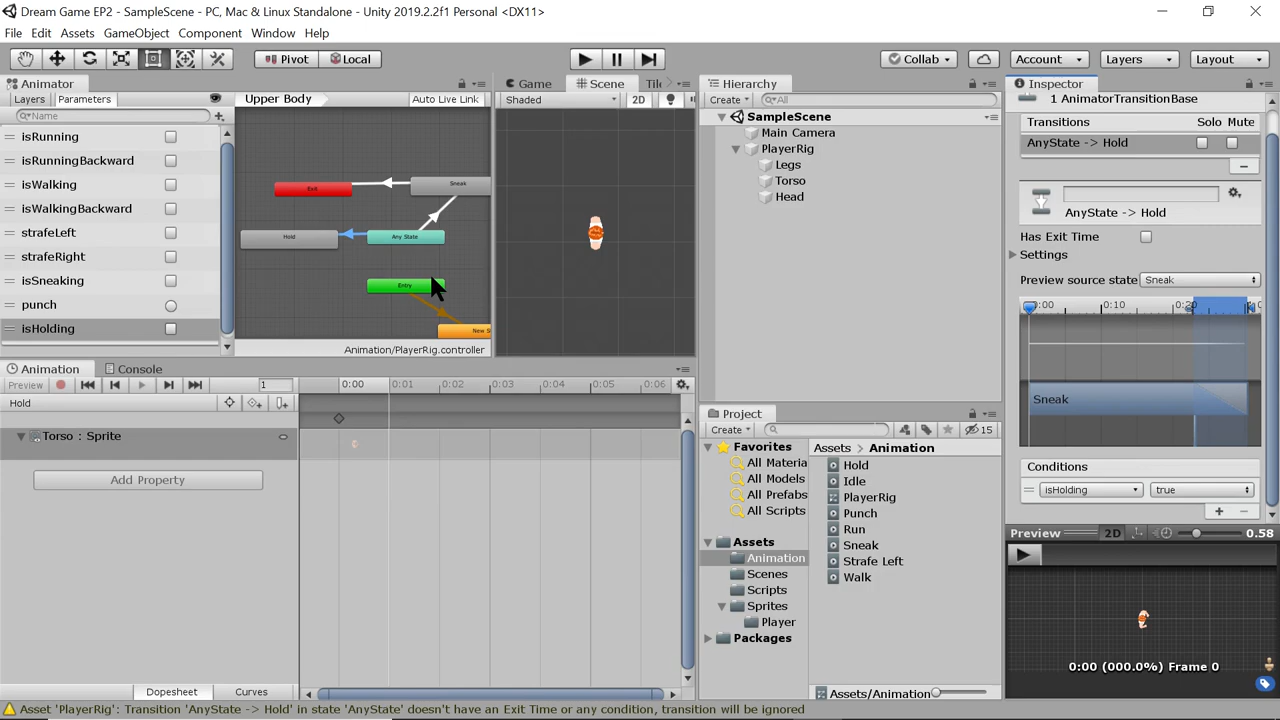 Dream Game EP2 - SampleScene - PC, Mac & Linux Standalone - Unity 2019.2.2f1 Personal <DX11>
File Edit Assets GameObject Component Window Help
Pivot Local Collab Account Layers Layout
Animator
Layers Parameters
Name
isRunning
isRunningBackward
isWalking
isWalkingBackward
strafeLeft
strafeRight
isSneaking
punch
isHolding
Upper Body Auto Live Link
Exit
Sneak
Hold
Any State
Entry
New S
Animation/PlayerRig.controller
Game Scene Til
Shaded 2D
Hierarchy
Create All
SampleScene
Main Camera
PlayerRig
Legs
Torso
Head
Inspector
1 AnimatorTransitionBase
Transitions Solo Mute
AnyState -> Hold
AnyState -> Hold
Has Exit Time
Settings
Preview source state Sneak
:00 0:10 0:20
Sneak
Conditions
isHolding true
Preview 2D 0.58
0:00 (000.0%) Frame 0
Animation Console
Preview 1 0:00 0:01 0:02 0:03 0:04 0:05 0:06
Hold
Torso : Sprite
Add Property
Dopesheet Curves
Project
Create 15
Favorites
All Materia
All Models
All Prefabs
All Scripts
Assets
Animation
Scenes
Scripts
Sprites
Player
Packages
Assets > Animation
Hold
Idle
PlayerRig
Punch
Run
Sneak
Strafe Left
Walk
Assets/Animation
Asset 'PlayerRig': Transition 'AnyState -> Hold' in state 'AnyState' doesn't have an Exit Time or any condition, transition will be ignored